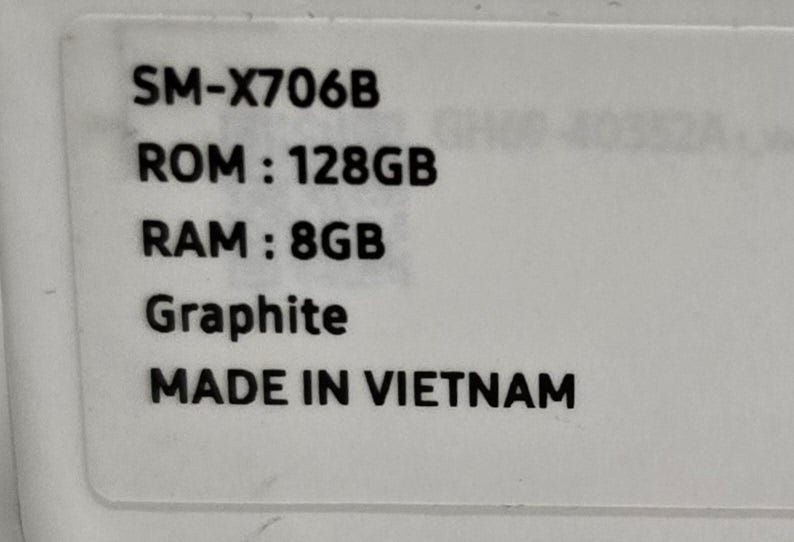 SM-X706B
ROM : 128GB
RAM : 8GB
Graphite
MADE IN VIETNAM